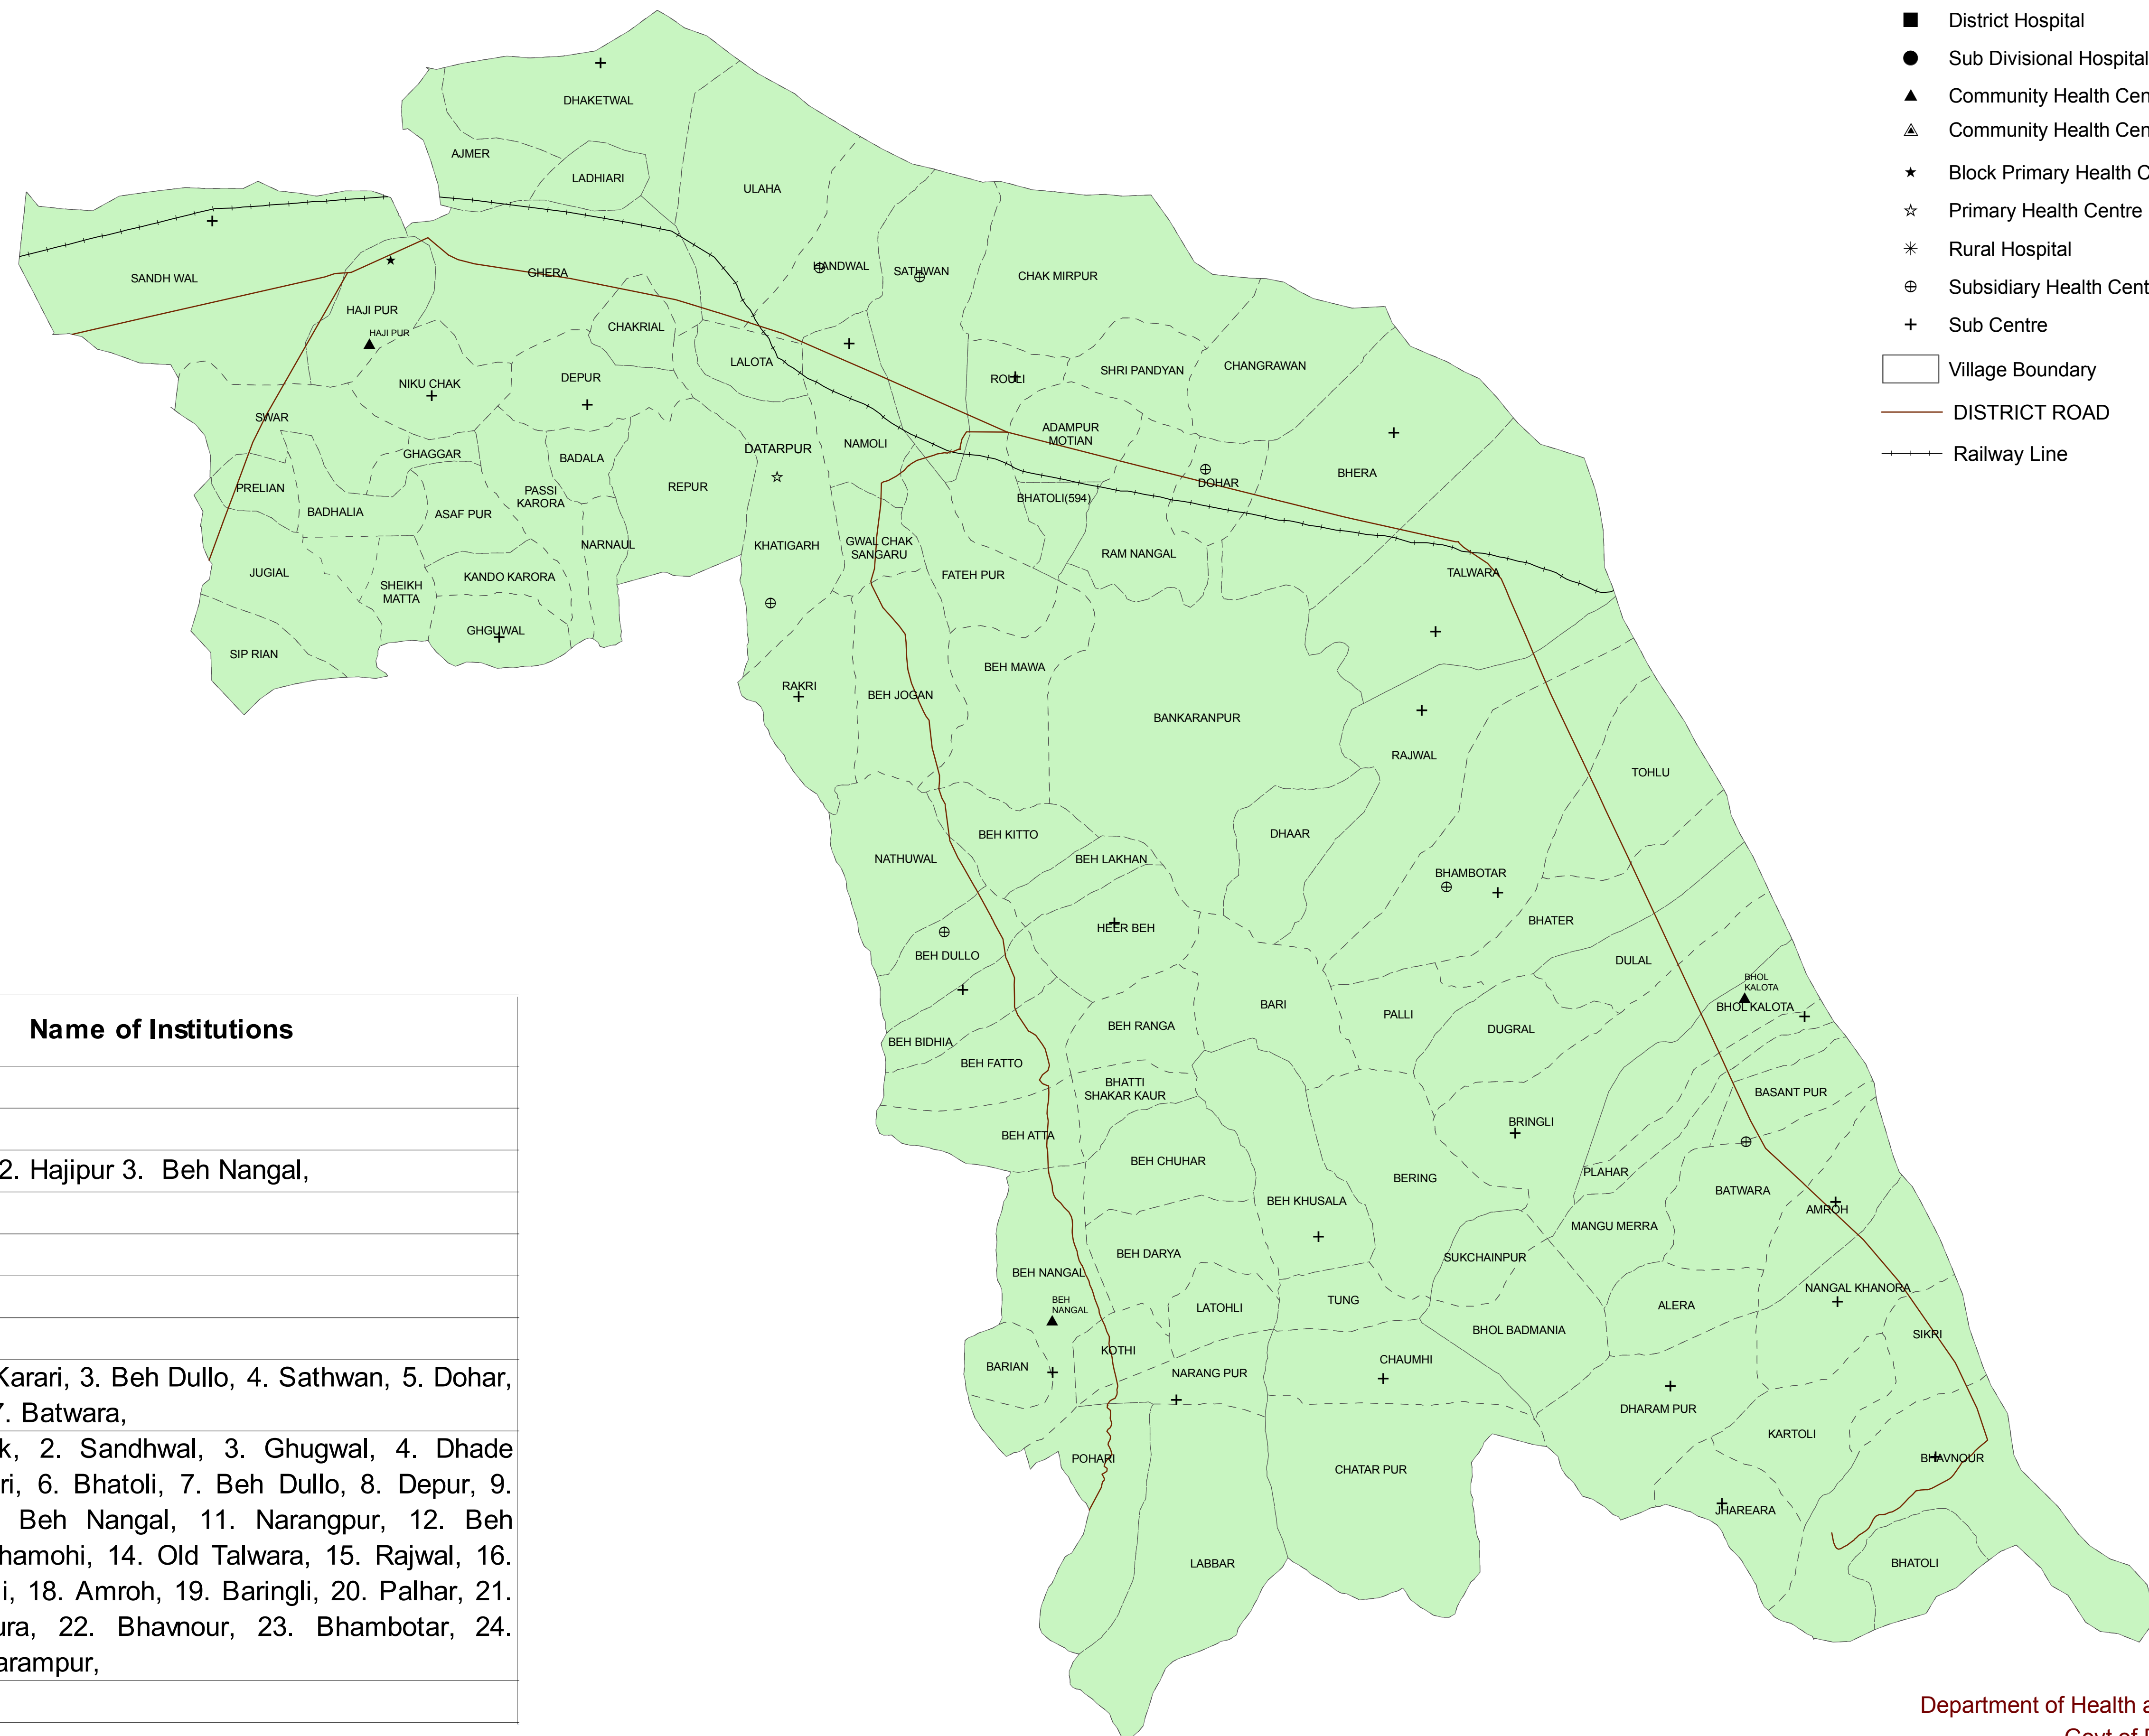 District Hospital
Sub Divisional Hospital
Community Health Cen
Community Health Cen
Block Primary Health C
Primary Health Centre
Rural Hospital
Subsidiary Health Cent
Sub Centre
Village Boundary
DISTRICT ROAD
Railway Line
DHAKETWAL
AJMER
LADHIARI
ULAHA
SANDH WAL
GHERA
HANDWAL
SATHWAN
CHAK MIRPUR
HAJI PUR
HAJI PUR
CHAKRIAL
LALOTA
NIKU CHAK
DEPUR
ROULI
SHRI PANDYAN
CHANGRAWAN
SWAR
GHAGGAR
BADALA
DATARPUR
NAMOLI
ADAMPUR
MOTIAN
BHERA
PRELIAN
BADHALIA
ASAF PUR
PASSI
KARORA
REPUR
BHATOLI(594)
DOHAR
JUGIAL
SHEIKH
MATTA
KANDO KARORA
NARNAUL
KHATIGARH
GWAL CHAK
SANGARU
FATEH PUR
RAM NANGAL
TALWARA
SIP RIAN
GHGUWAL
RAKRI
BEH JOGAN
BEH MAWA
BANKARANPUR
RAJWAL
TOHLU
NATHUWAL
BEH KITTO
BEH LAKHAN
DHAAR
BHAMBOTAR
BHATER
HEER BEH
BEH DULLO
DULAL
BHOL
KALOTA
BHOL KALOTA
BARI
PALLI
DUGRAL
BEH RANGA
BEH BIDHIA
BEH FATTO
BHATTI
SHAKAR KAUR
BASANT PUR
BEH ATTA
BRINGLI
BEH CHUHAR
BERING
PLAHAR
BATWARA
BEH KHUSALA
AMROH
MANGU MERRA
BEH DARYA
SUKCHAINPUR
BEH NANGAL
BEH
NANGAL
NANGAL KHANORA
LATOHLI
TUNG
ALERA
BHOL BADMANIA
SIKRI
KOTHI
BARIAN
NARANG PUR
CHAUMHI
DHARAM PUR
KARTOLI
POHARI
CHATAR PUR
BHAVNOUR
JHAREARA
LABBAR
BHATOLI
Name of Institutions
2. Hajipur 3. Beh Nangal,
Karari, 3. Beh Dullo, 4. Sathwan, 5. Dohar,
7. Batwara,
k, 2. Sandhwal, 3. Ghugwal, 4. Dhade
ri, 6. Bhatoli, 7. Beh Dullo, 8. Depur, 9.
Beh Nangal, 11. Narangpur, 12. Beh
hamohi, 14. Old Talwara, 15. Rajwal, 16.
i, 18. Amroh, 19. Baringli, 20. Palhar, 21.
ura, 22. Bhavnour, 23. Bhambotar, 24.
arampur,
Department of Health a